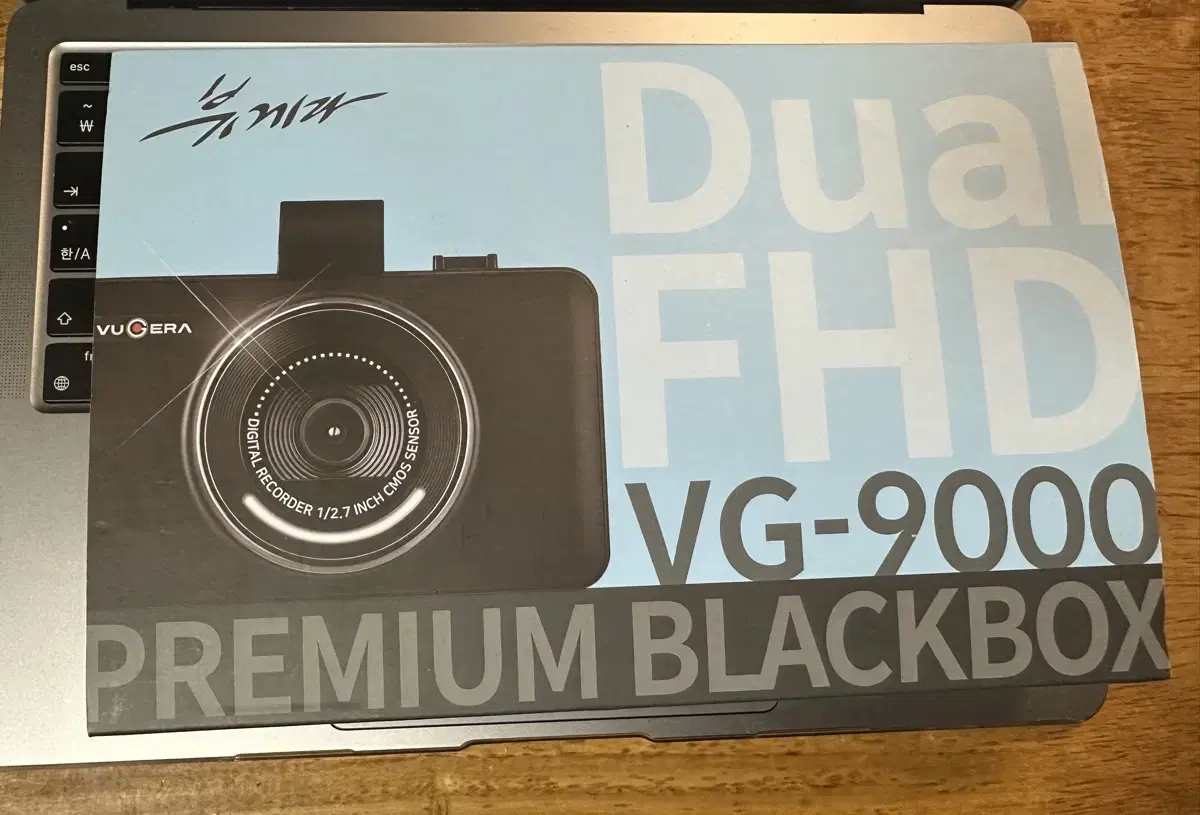 esc
~
₩
한/A
fn
뷰게라
Dual
FHD
VUGERA
DIGITAL RECORDER 1/2.7 INCH CMOS SENSOR
VG-9000
PREMIUM BLACKBOX